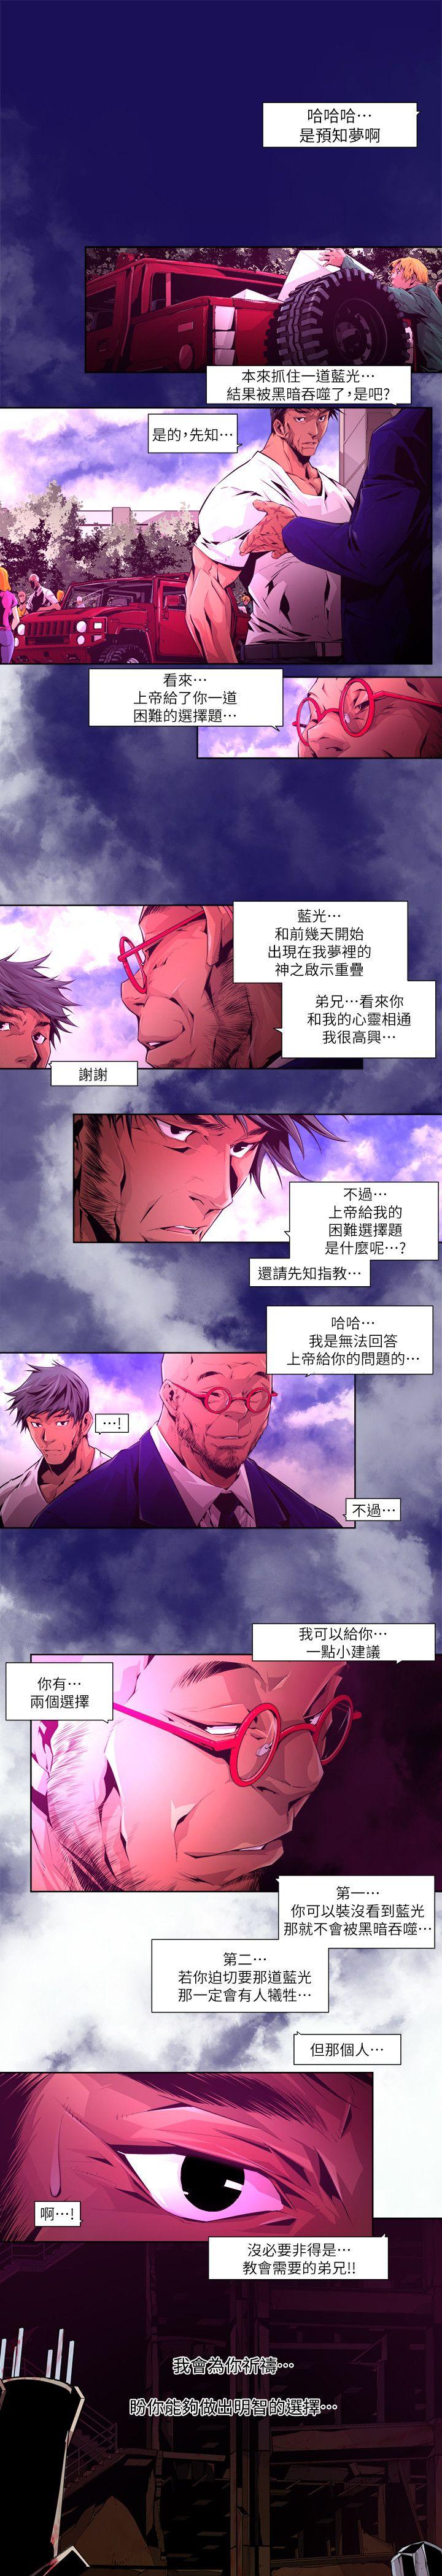 哈哈哈…
是預知夢啊
本來抓住一道藍光…
結果被黑暗吞噬了,是吧?
是的,先知…
看來…
上帝給了你一道
困難的選擇題…
藍光…
和前幾天開始
出現在我夢裡的
神之啟示重疊
弟兄…看來你
和我的心靈相通
我很高興…
謝謝
不過…
上帝給我的
困難選擇題
是什麼呢…?
還請先知指教…
哈哈…
我是無法回答
上帝給你的問題的…
…!
不過…
我可以給你…
一點小建議
你有…
兩個選擇
第一…
你可以裝沒看到藍光
那就不會被黑暗吞噬…
第二…
若你迫切要那道藍光
那一定會有人犧牲…
但那個人…
啊…!
沒必要非得是…
教會需要的弟兄!!
我會為你祈禱…
盼你能夠做出明智的選擇…